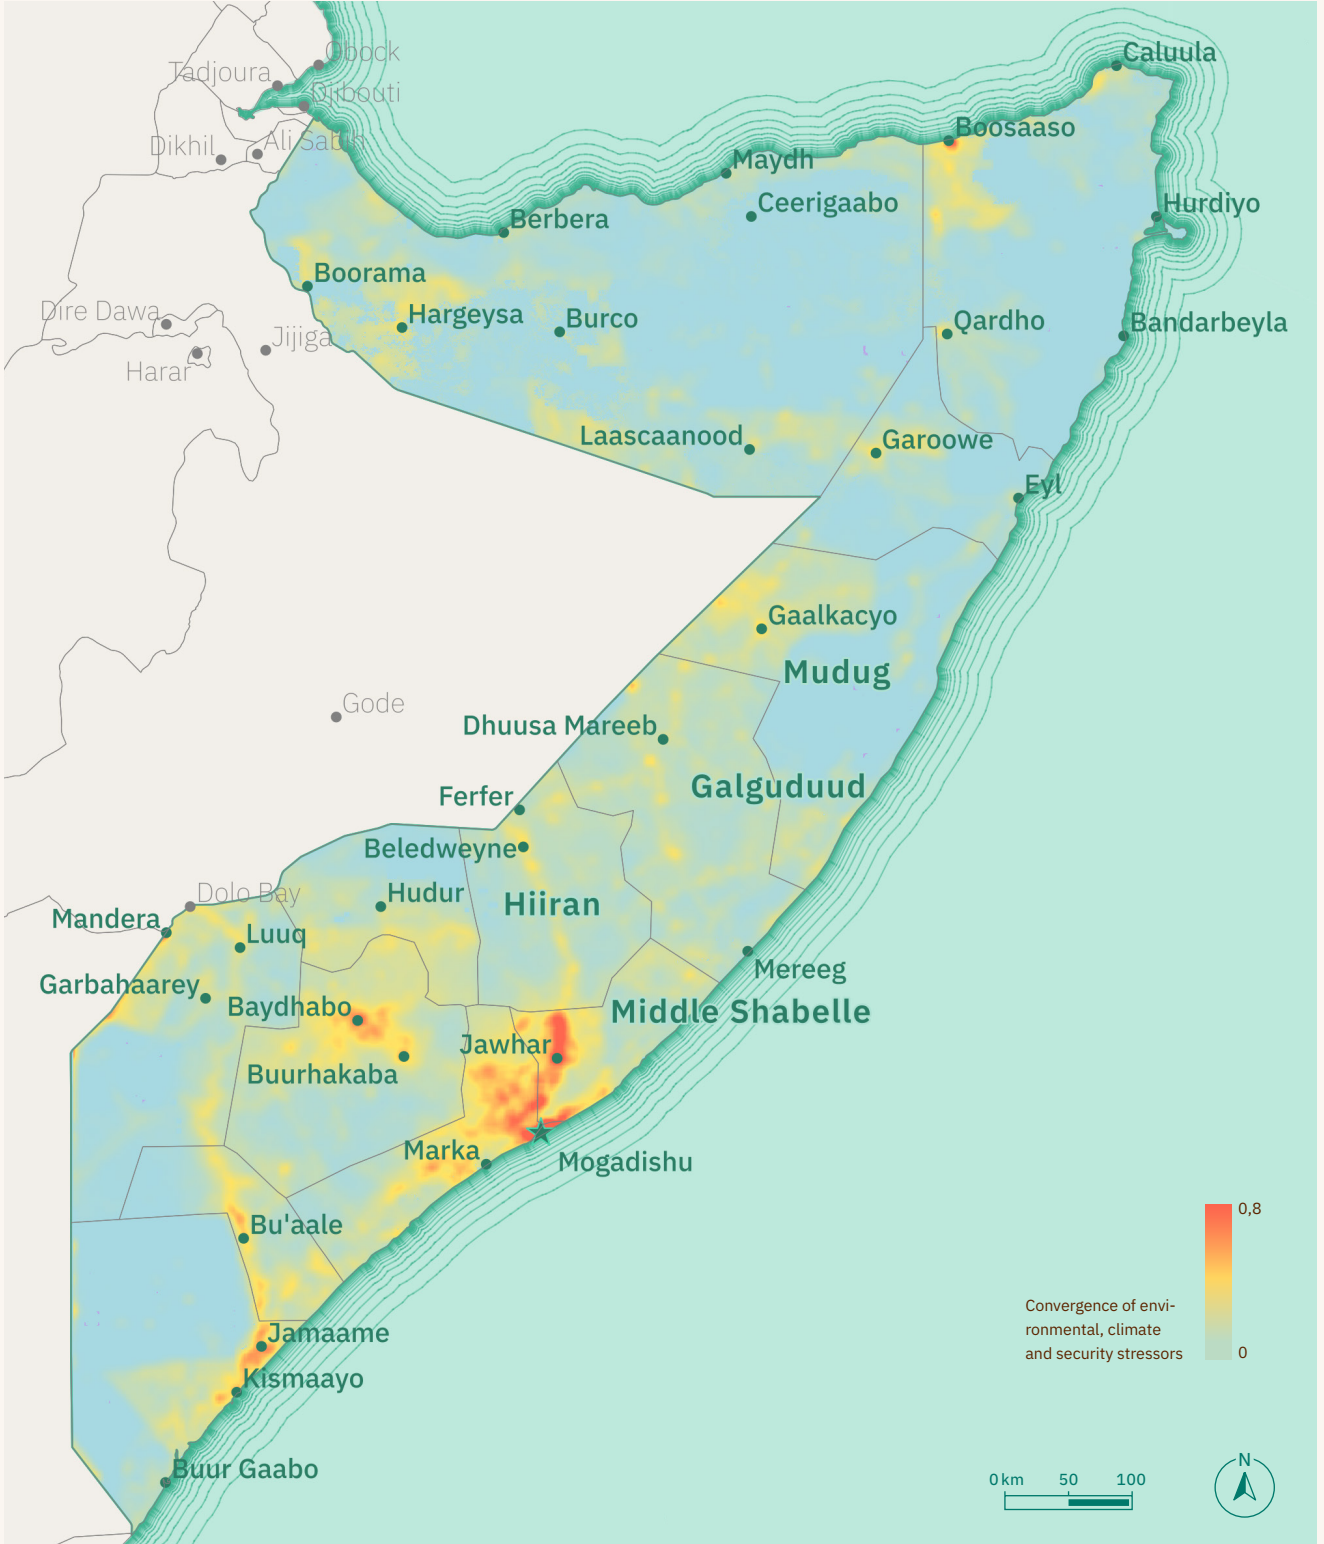 Obock
Caluula
Tadjoura
Djibouti
Boosaaso
Ali Sabih
Dikhil
Maydh
Ceerigaabo
Hurdiyo
Berbera
Boorama
Dire Dawa
Hargeysa
Burco
Qardho
Bandarbeyla
Jijiga
Harar
Laascaanood
Garoowe
Eyl
Gaalkacyo
Mudug
Gode
Dhuusa Mareeb
Galguduud
Ferfer
Beledweyne
Dolo Bay
Hudur
Hiiran
Mandera
Luuq
Mereeg
Garbahaarey
Baydhabo
Middle Shabelle
Jawhar
Buurhakaba
Marka
Mogadishu
Bu'aale
0,8
Convergence of envi-
ronmental, climate
and security stressors
0
Jamaame
Kismaayo
Buur Gaabo
N
0 km 50 100